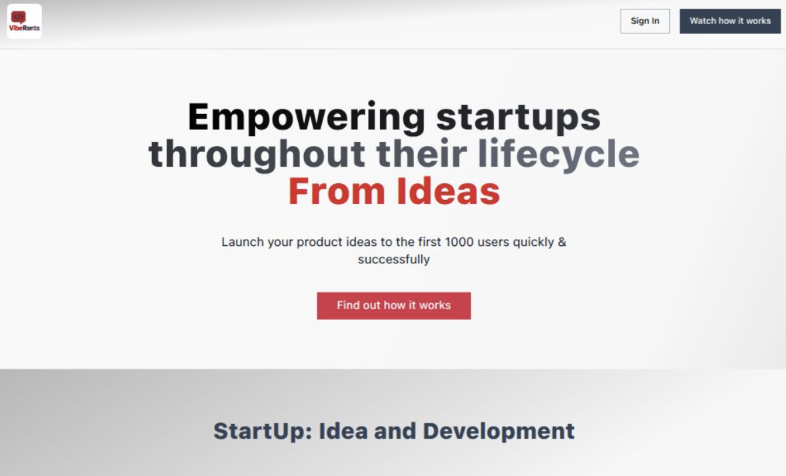 VibeRants
Sign In
Watch how it works
Empowering startups
throughout their lifecycle
From Ideas
Launch your product ideas to the first 1000 users quickly &
successfully
Find out how it works
StartUp: Idea and Development